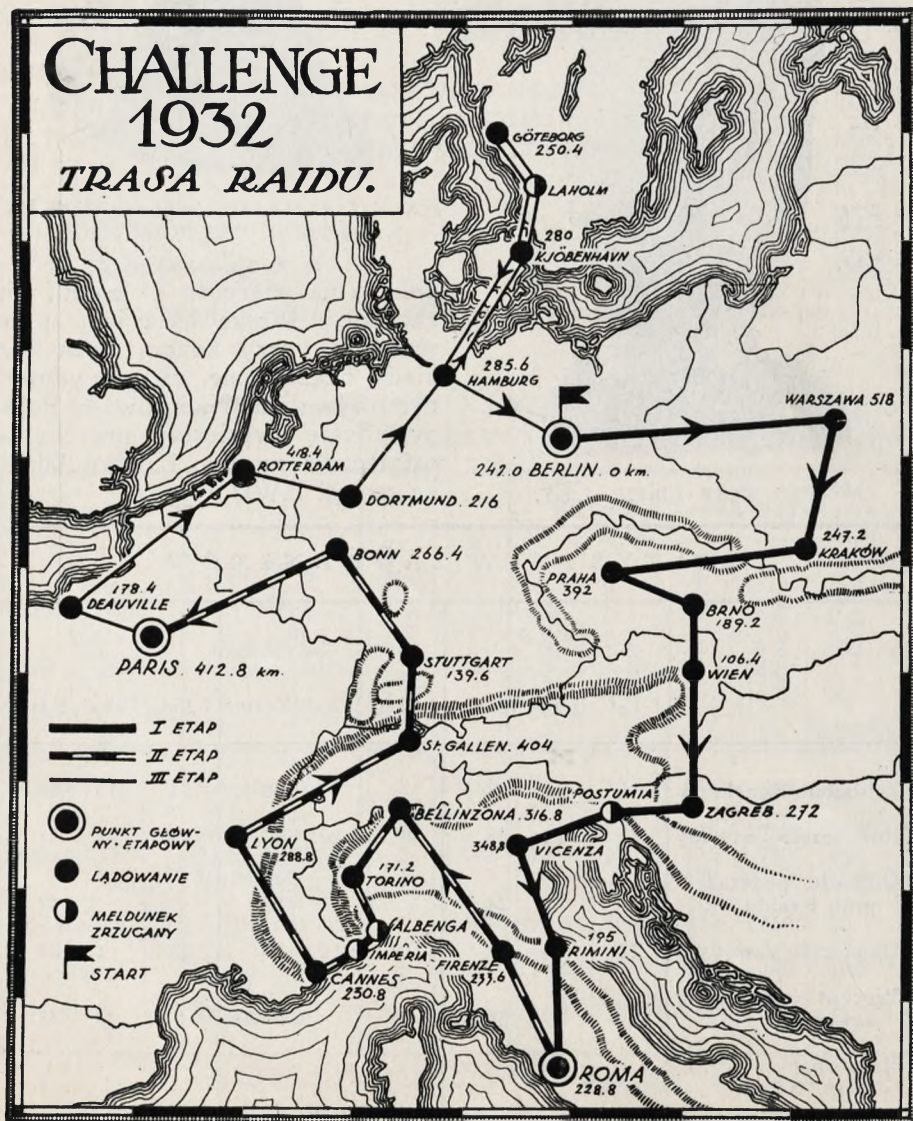 CHALLENGE
1932
TRASA RAIDU.
GÖTEBORG
250.4
LAHOLM
280
KJÖBENHAVN
285.6
HAMBURG
WARSZAWA 518
418.4
ROTTERDAM
242.0 BERLIN. 0 km.
DORTMUND. 216
247.2
KRAKÓW
BONN 266.4
PRAHA
392
178.4
DEAUVILLE
BRNO
189.2
PARIS. 412.8 km.
STUTTGART
139.6
106.4
WIEN
I ETAP
II ETAP
III ETAP
St. GALLEN. 404
POSTUMIA
BELLINZONA. 316.8
ZAGREB. 272
PUNKT GŁÓW-
NY · ETAPOWY
LYON
288.8
348,8
VICENZA
LĄDOWANIE
171.2
TORINO
MELDUNEK
ZRZUCANY
ALBENGA
IMPERIA
195
RIMINI
FIRENZE
START
CANNES
230.8
ROMA
228.8